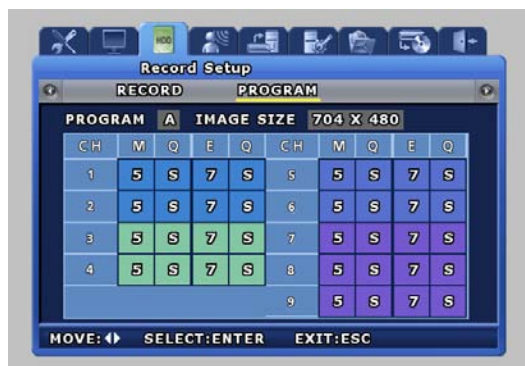 HDD
Record Setup
RECORD PROGRAM
PROGRAM A IMAGE SIZE 704 X 480
CH M Q E Q CH M Q E Q
1 5 S 7 S 5 5 S 7 S
2 5 S 7 S 6 5 S 7 S
3 5 S 7 S 7 5 S 7 S
4 5 S 7 S 8 5 S 7 S
9 5 S 7 S
MOVE: SELECT:ENTER EXIT:ESC